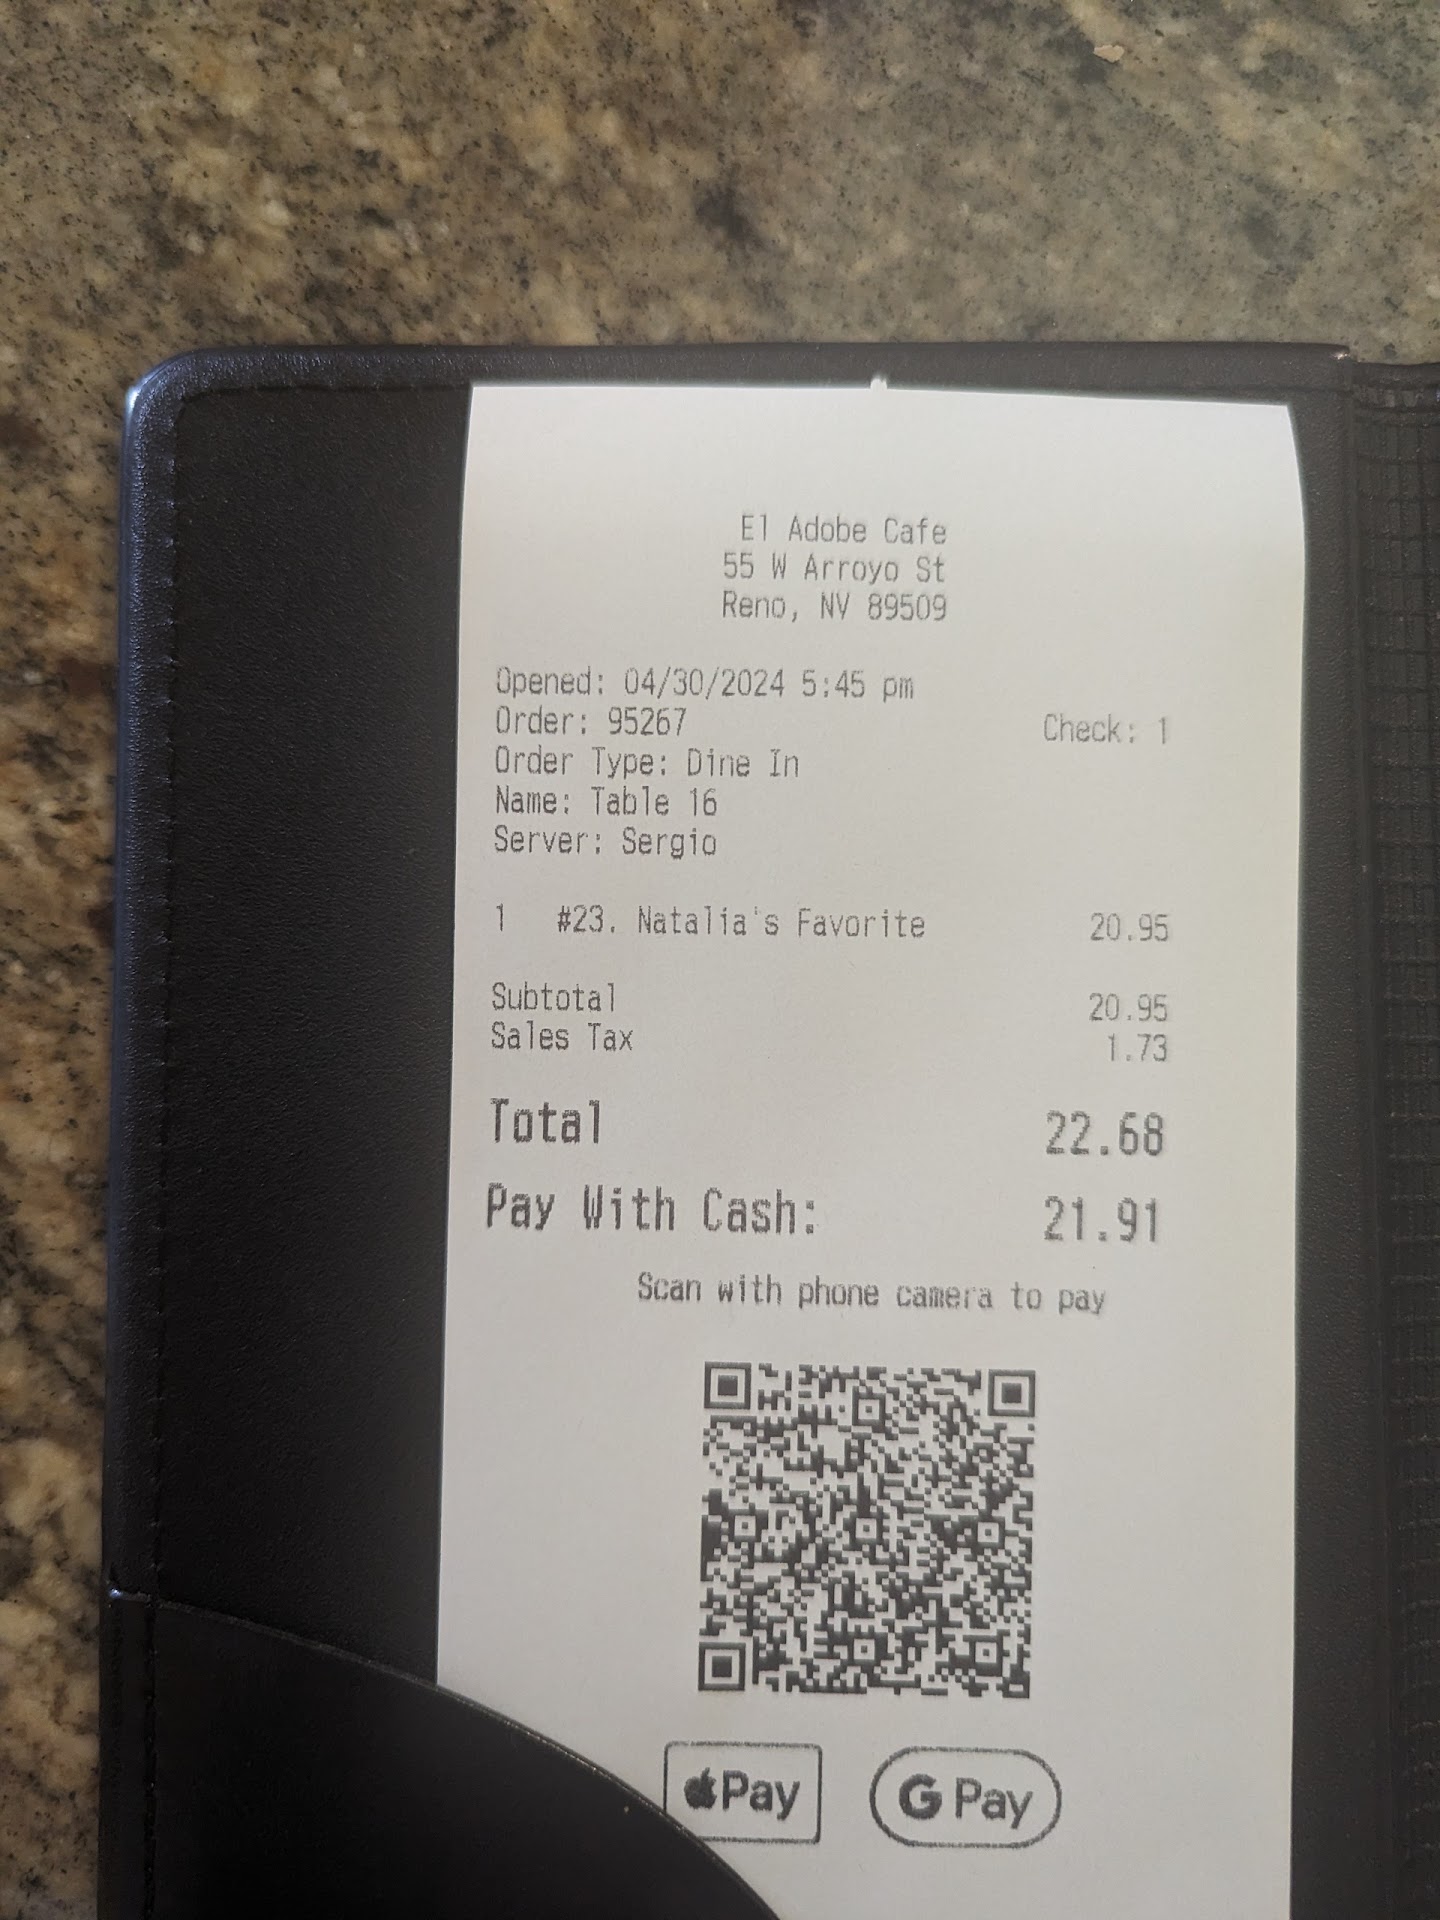 El Adobe Cafe
55 W Arroyo St
Reno, NV 89509
Opened: 04/30/2024 5:45 pm
Order: 95267 Check: 1
Order Type: Dine In
Name: Table 16
Server: Sergio
1 #23. Natalia's Favorite 20.95
Subtotal 20.95
Sales Tax 1.73
Total 22.68
Pay With Cash: 21.91
Scan with phone camera to pay
Pay G Pay